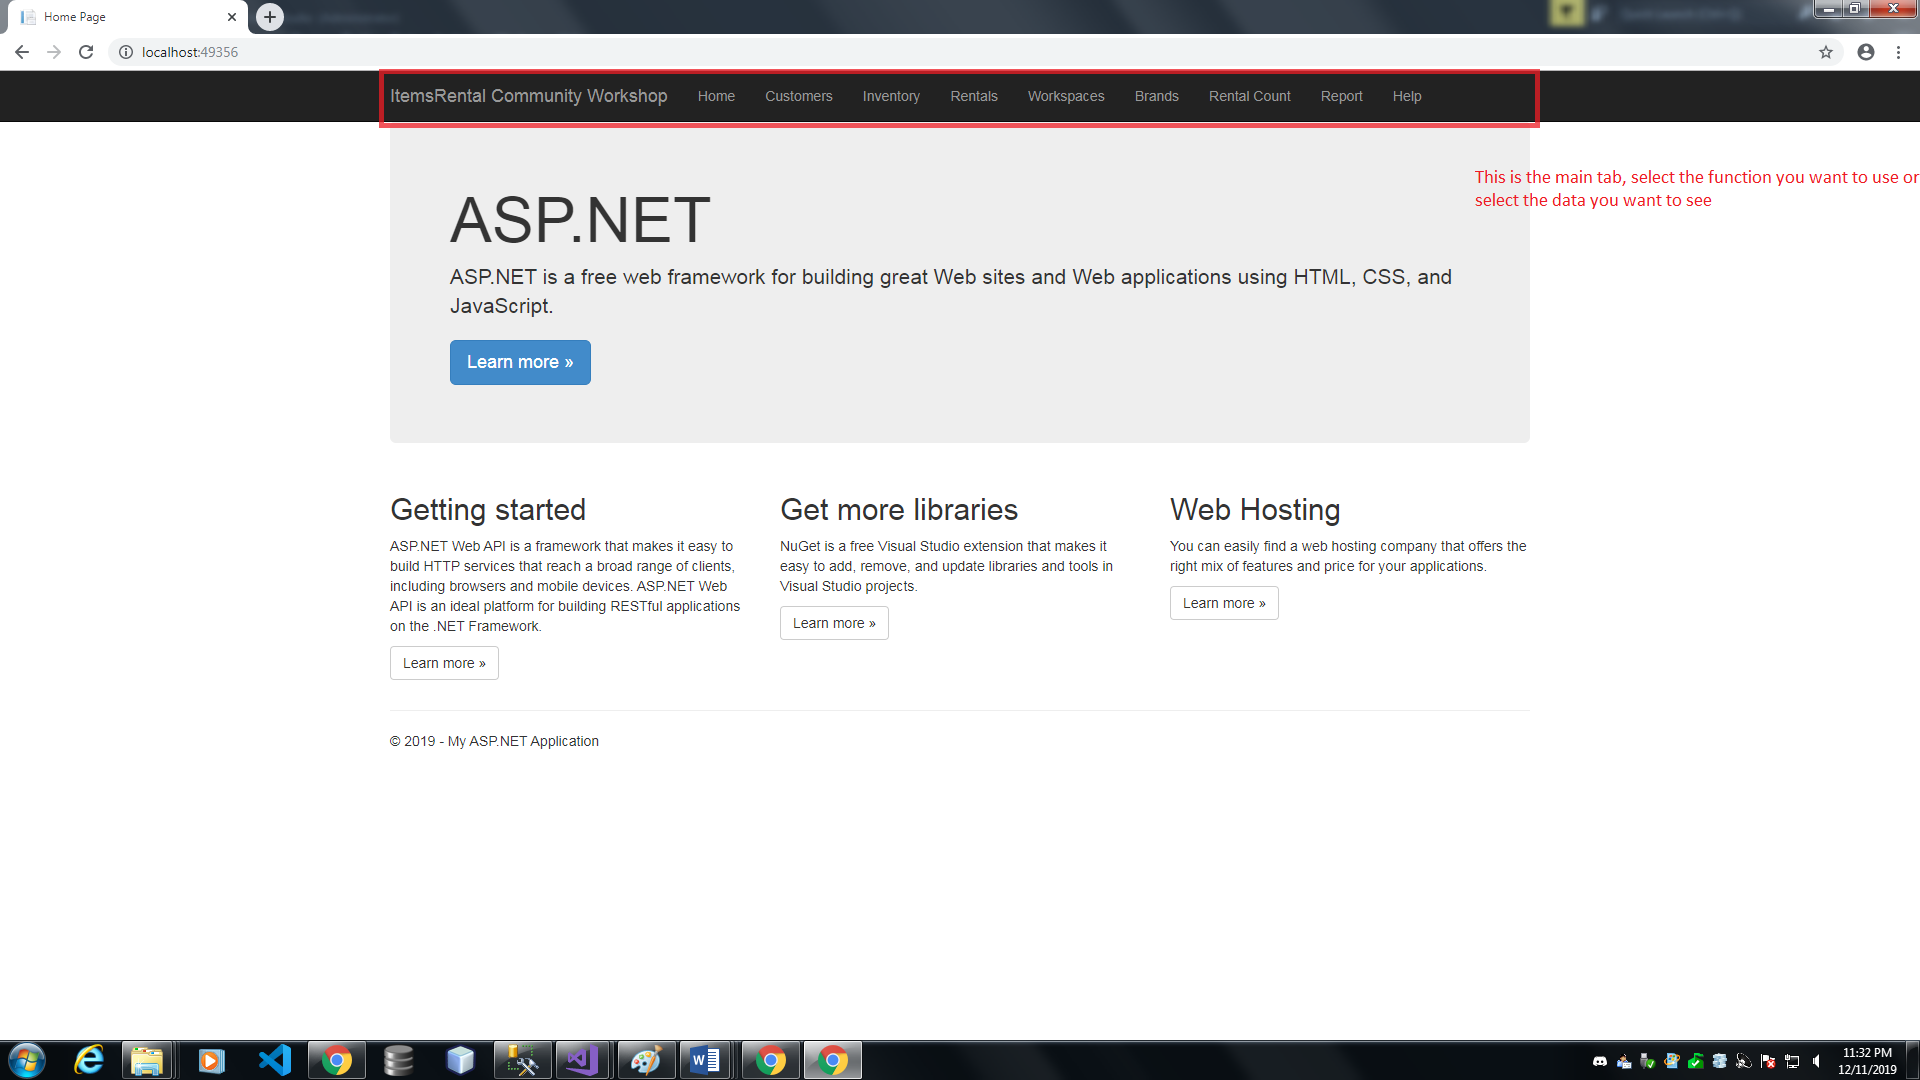 Home Page
localhost:49356
ItemsRental Community Workshop Home Customers Inventory Rentals Workspaces Brands Rental Count Report Help
This is the main tab, select the function you want to use or
select the data you want to see
ASP.NET
ASP.NET is a free web framework for building great Web sites and Web applications using HTML, CSS, and
JavaScript.
Learn more »
Getting started
ASP.NET Web API is a framework that makes it easy to
build HTTP services that reach a broad range of clients,
including browsers and mobile devices. ASP.NET Web
API is an ideal platform for building RESTful applications
on the .NET Framework.
Learn more »
Get more libraries
NuGet is a free Visual Studio extension that makes it
easy to add, remove, and update libraries and tools in
Visual Studio projects.
Learn more »
Web Hosting
You can easily find a web hosting company that offers the
right mix of features and price for your applications.
Learn more »
© 2019 - My ASP.NET Application
11:32 PM
12/11/2019